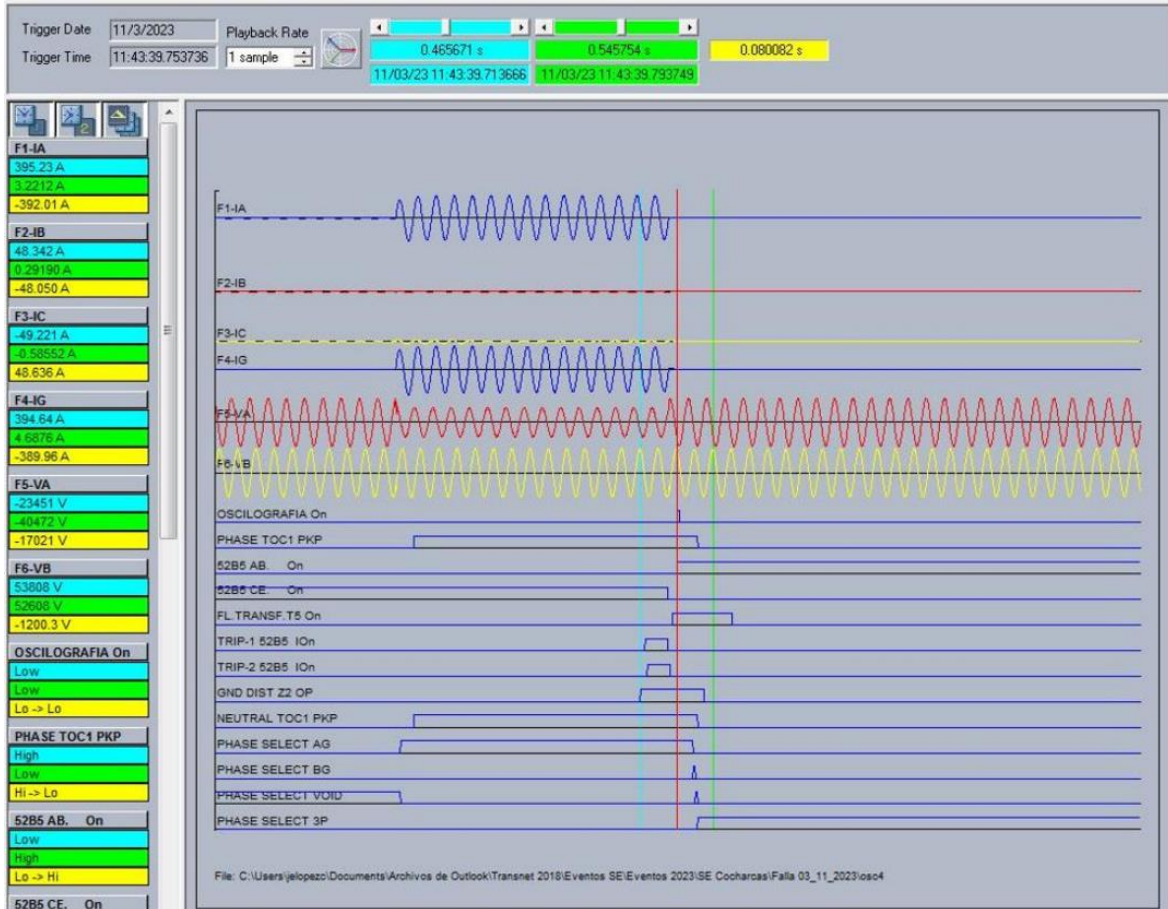 Trigger Date 11/3/2023 Playback Rate
Trigger Time 11:43:39.753736 1 sample
0.465671 s 0.545754 s 0.080082 s
11/03/23 11:43:39.713666 11/03/23 11:43:39.793749
F1-IA
395.23 A
3.2212 A
-392.01 A
F2-IB
48.342 A
0.29190 A
-48.050 A
F3-IC
-49.221 A
-0.58552 A
48.636 A
F4-IG
394.64 A
4.6876 A
-389.96 A
F5-VA
-23451 V
-40472 V
-17021 V
F6-VB
53808 V
52608 V
-1200.3 V
OSCILOGRAFIA On
Low
Low
Lo -> Lo
PHASE TOC1 PKP
High
Low
Hi -> Lo
52B5 AB. On
Low
High
Lo -> Hi
52B5 CE. On
F1-IA
F2-IB
F3-IC
F4-IG
F5-VA
F6-VB
OSCILOGRAFIA On
PHASE TOC1 PKP
52B5 AB. On
52B5 CE. On
FL.TRANSF.T5 On
TRIP-1 52B5 IOn
TRIP-2 52B5 IOn
GND DIST Z2 OP
NEUTRAL TOC1 PKP
PHASE SELECT AG
PHASE SELECT BG
PHASE SELECT VOID
PHASE SELECT 3P
File: C:\Users\jelopezc\Documents\Archivos de Outlook\Transnet 2018\Eventos SE\Eventos 2023\SE Cocharcas\Falla 03_11_2023\osc4